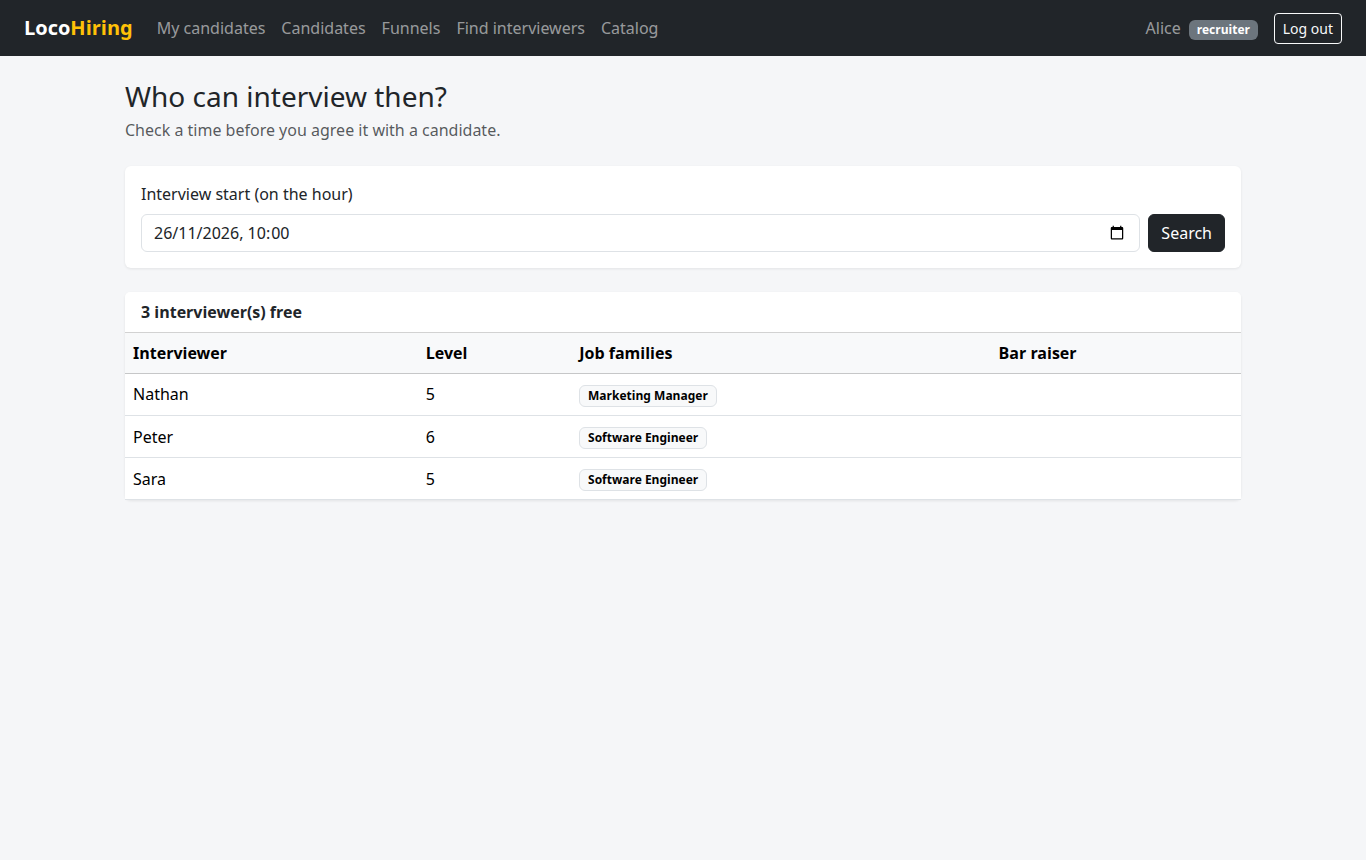 LocoHiring My candidates Candidates Funnels Find interviewers Catalog Alice recruiter Log out
Who can interview then?
Check a time before you agree it with a candidate.
Interview start (on the hour)
26/11/2026, 10:00 Search
3 interviewer(s) free
Interviewer Level Job families Bar raiser
Nathan 5 Marketing Manager
Peter 6 Software Engineer
Sara 5 Software Engineer